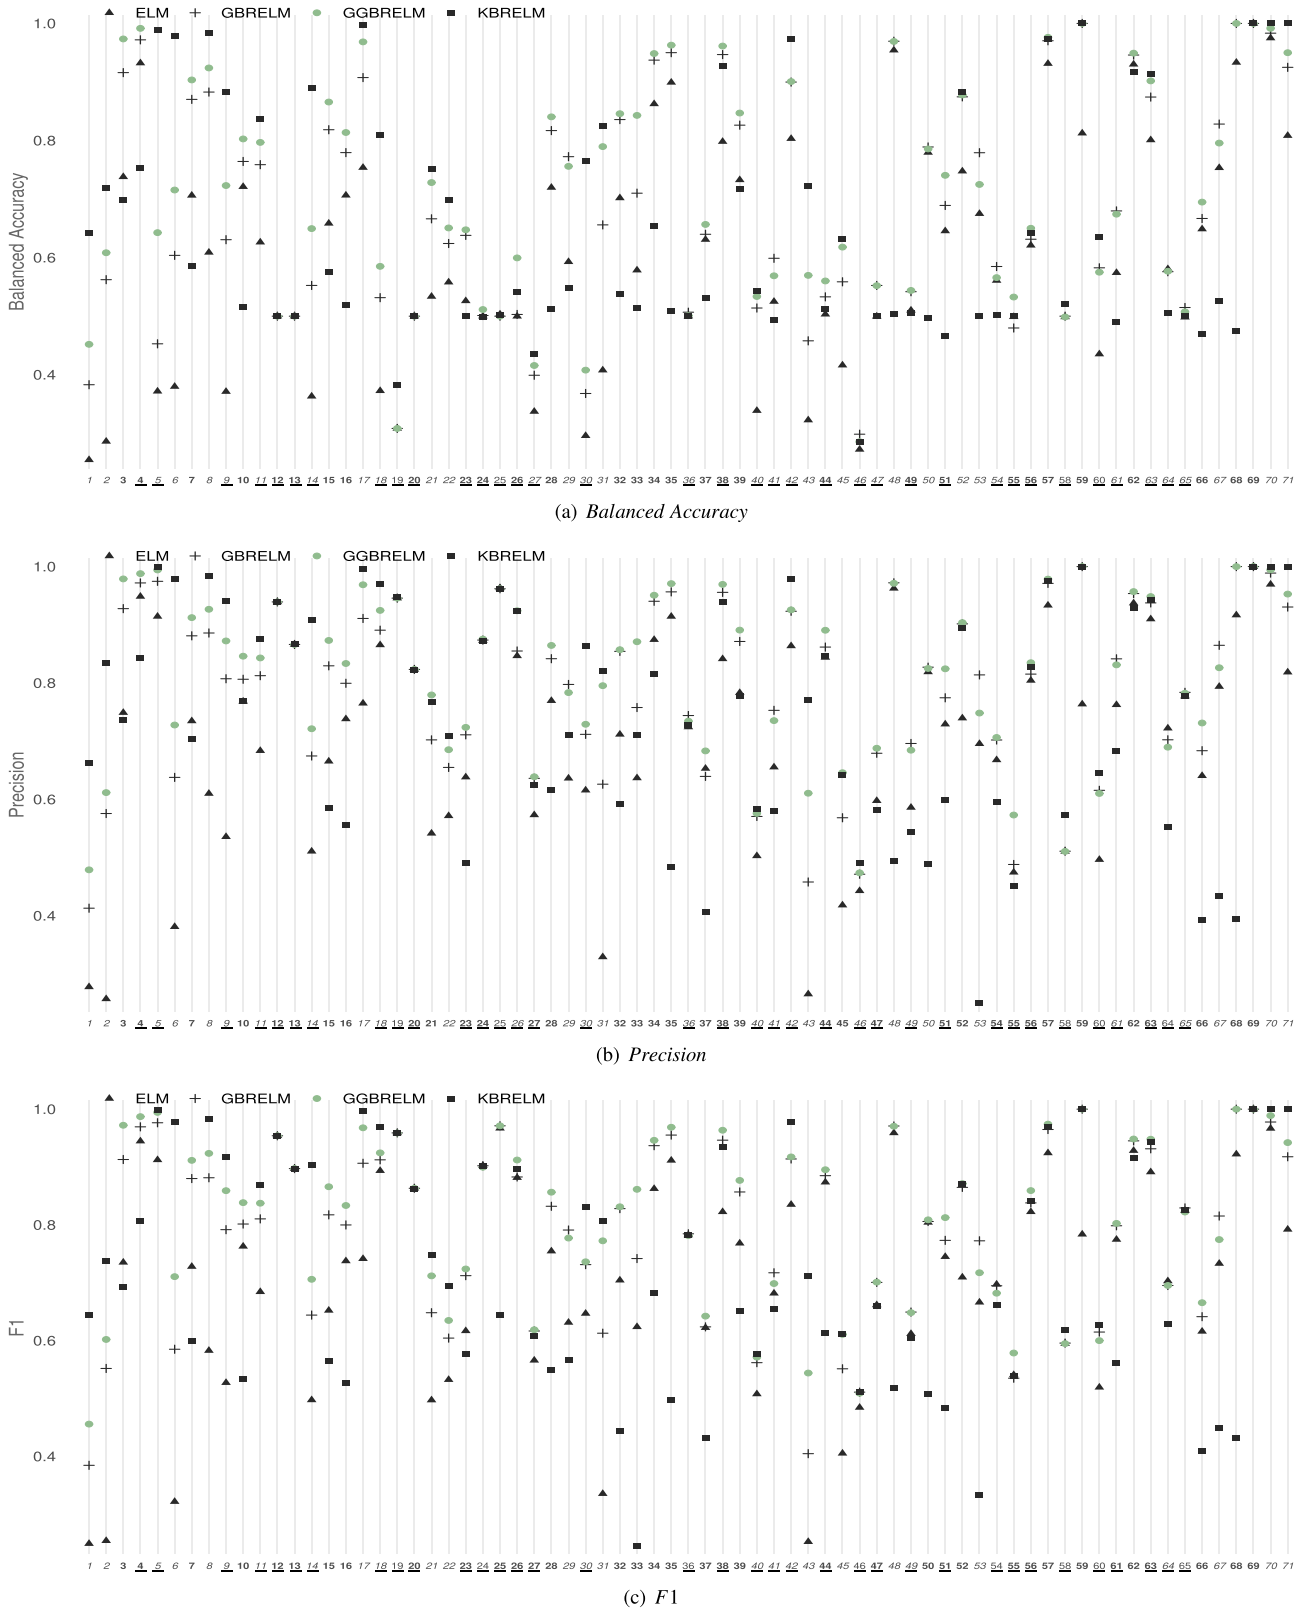 ELM GBRELM GGBRELM KBRELM
1.0
0.8
0.6
0.4
Balanced Accuracy
1 2 3 4 5 6 7 8 9 10 11 12 13 14 15 16 17 18 19 20 21 22 23 24 25 26 27 28 29 30 31 32 33 34 35 36 37 38 39 40 41 42 43 44 45 46 47 48 49 50 51 52 53 54 55 56 57 58 59 60 61 62 63 64 65 66 67 68 69 70 71
(a) Balanced Accuracy
ELM GBRELM GGBRELM KBRELM
1.0
0.8
0.6
0.4
Precision
1 2 3 4 5 6 7 8 9 10 11 12 13 14 15 16 17 18 19 20 21 22 23 24 25 26 27 28 29 30 31 32 33 34 35 36 37 38 39 40 41 42 43 44 45 46 47 48 49 50 51 52 53 54 55 56 57 58 59 60 61 62 63 64 65 66 67 68 69 70 71
(b) Precision
ELM GBRELM GGBRELM KBRELM
1.0
0.8
0.6
0.4
F1
1 2 3 4 5 6 7 8 9 10 11 12 13 14 15 16 17 18 19 20 21 22 23 24 25 26 27 28 29 30 31 32 33 34 35 36 37 38 39 40 41 42 43 44 45 46 47 48 49 50 51 52 53 54 55 56 57 58 59 60 61 62 63 64 65 66 67 68 69 70 71
(c) F1